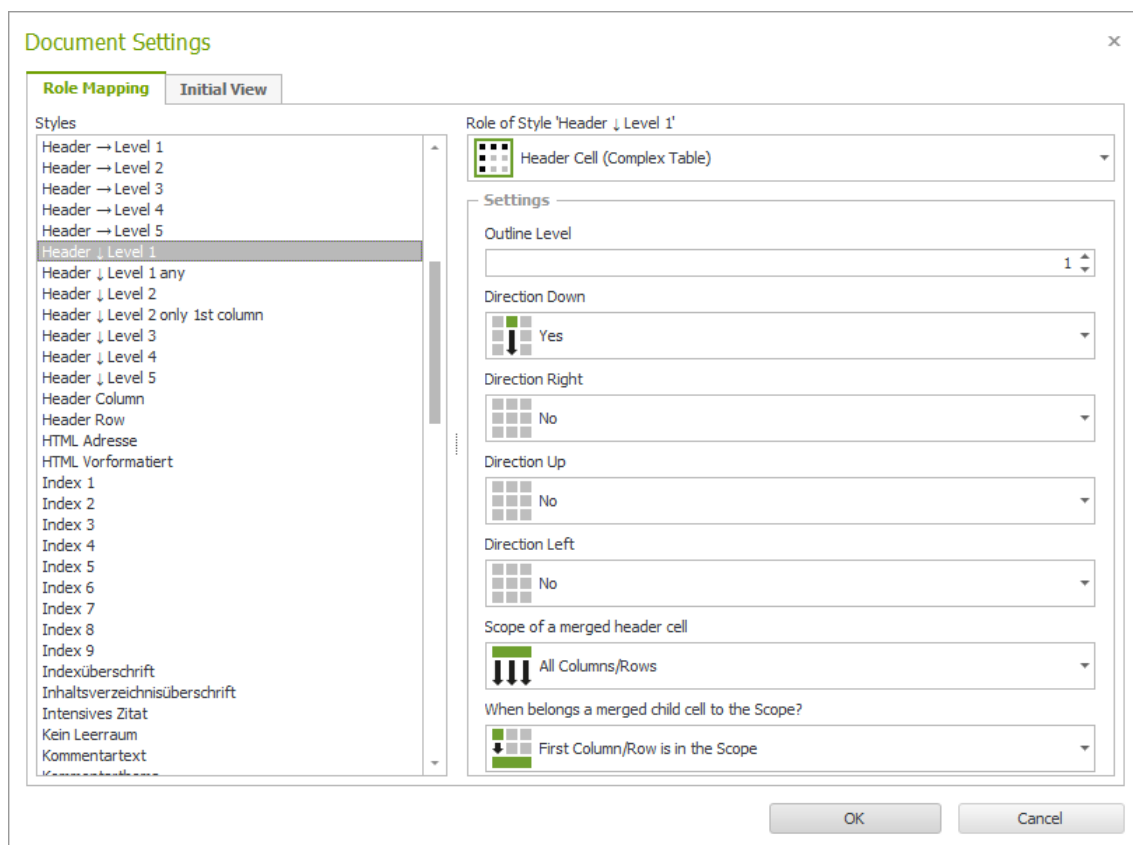 Document Settings
Role Mapping
Initial View
Styles
Header → Level 1
Header → Level 2
Header → Level 3
Header → Level 4
Header → Level 5
Header ↓ Level 1
Header ↓ Level 1 any
Header ↓ Level 2
Header ↓ Level 2 only 1st column
Header ↓ Level 3
Header ↓ Level 4
Header ↓ Level 5
Header Column
Header Row
HTML Adresse
HTML Vorformatiert
Index 1
Index 2
Index 3
Index 4
Index 5
Index 6
Index 7
Index 8
Index 9
Indexüberschrift
Inhaltsverzeichnisüberschrift
Intensives Zitat
Kein Leerraum
Kommentartext
Role of Style 'Header ↓ Level 1'
Header Cell (Complex Table)
Settings
Outline Level
1
Direction Down
Yes
Direction Right
No
Direction Up
No
Direction Left
No
Scope of a merged header cell
All Columns/Rows
When belongs a merged child cell to the Scope?
First Column/Row is in the Scope
OK
Cancel